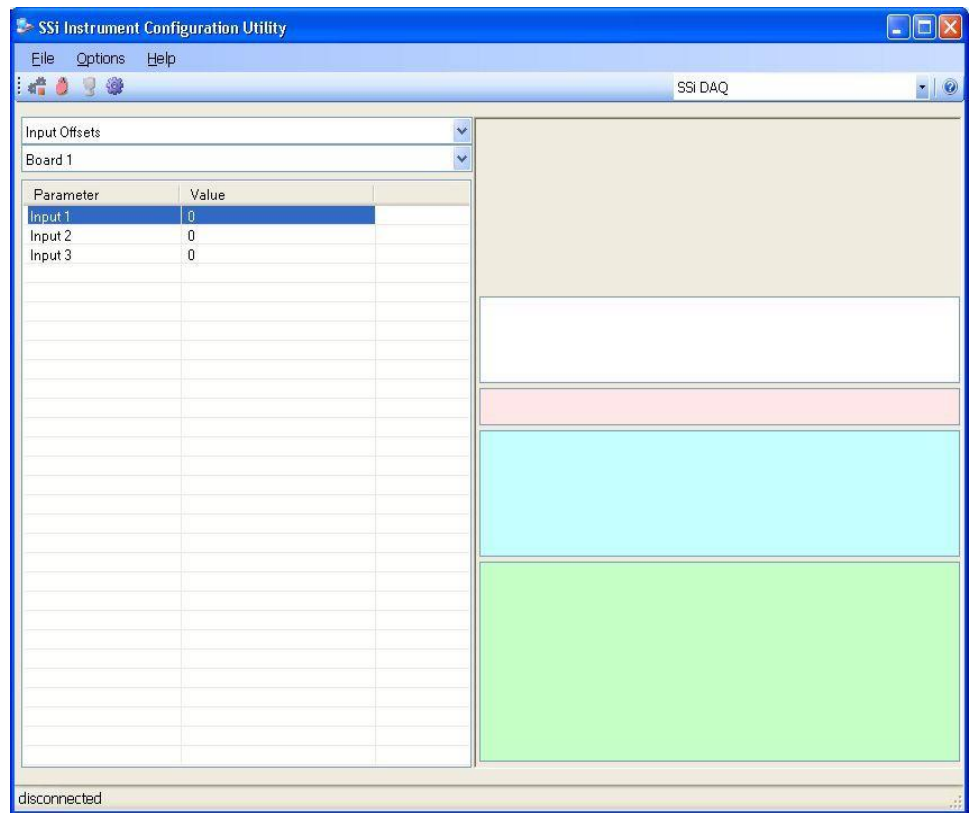 SSi Instrument Configuration Utility
File Options Help
SSi DAQ
Input Offsets
Board 1
Parameter Value
Input 1 0
Input 2 0
Input 3 0
disconnected